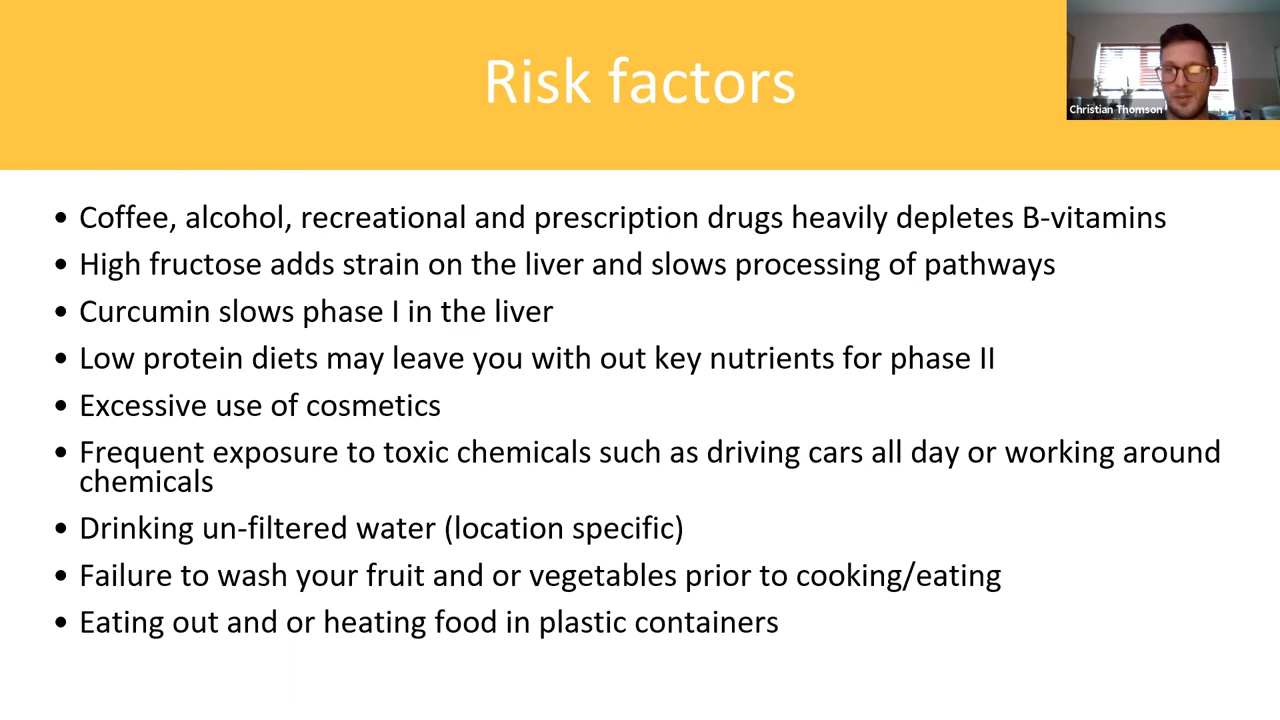 Risk factors
Christian Thomson
• Coffee, alcohol, recreational and prescription drugs heavily depletes B-vitamins
• High fructose adds strain on the liver and slows processing of pathways
• Curcumin slows phase I in the liver
• Low protein diets may leave you with out key nutrients for phase II
• Excessive use of cosmetics
• Frequent exposure to toxic chemicals such as driving cars all day or working around
chemicals
• Drinking un-filtered water (location specific)
• Failure to wash your fruit and or vegetables prior to cooking/eating
• Eating out and or heating food in plastic containers